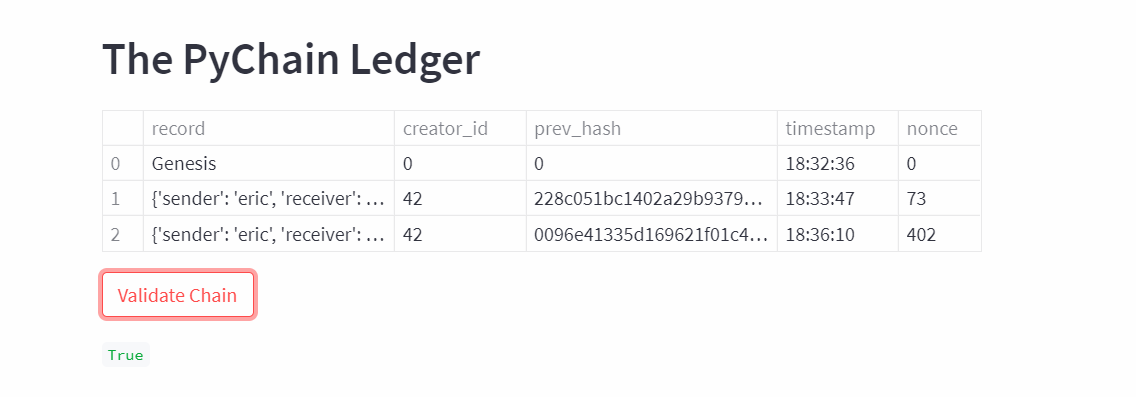 The PyChain Ledger
record creator_id prev_hash timestamp nonce
0 Genesis 0 0 18:32:36 0
1 {'sender': 'eric', 'receiver': ... 42 228c051bc1402a29b9379... 18:33:47 73
2 {'sender': 'eric', 'receiver': ... 42 0096e41335d169621f01c4... 18:36:10 402
Validate Chain
True